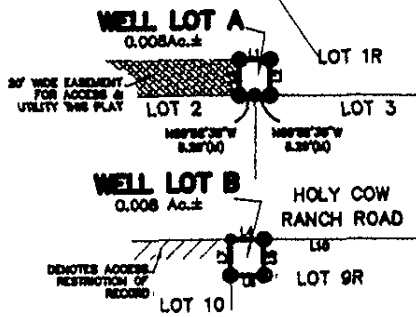 WELL LOT A
0.008Ac.±
LOT 1R
20' WIDE EASEMENT
FOR ACCESS &
UTILITY THIS PLAT
LOT 2
LOT 3
WELL LOT B
0.008 Ac.±
HOLY COW
RANCH ROAD
L10
DENOTES ACCESS
RESTRICTION OF
RECORD
LOT 9R
LOT 10